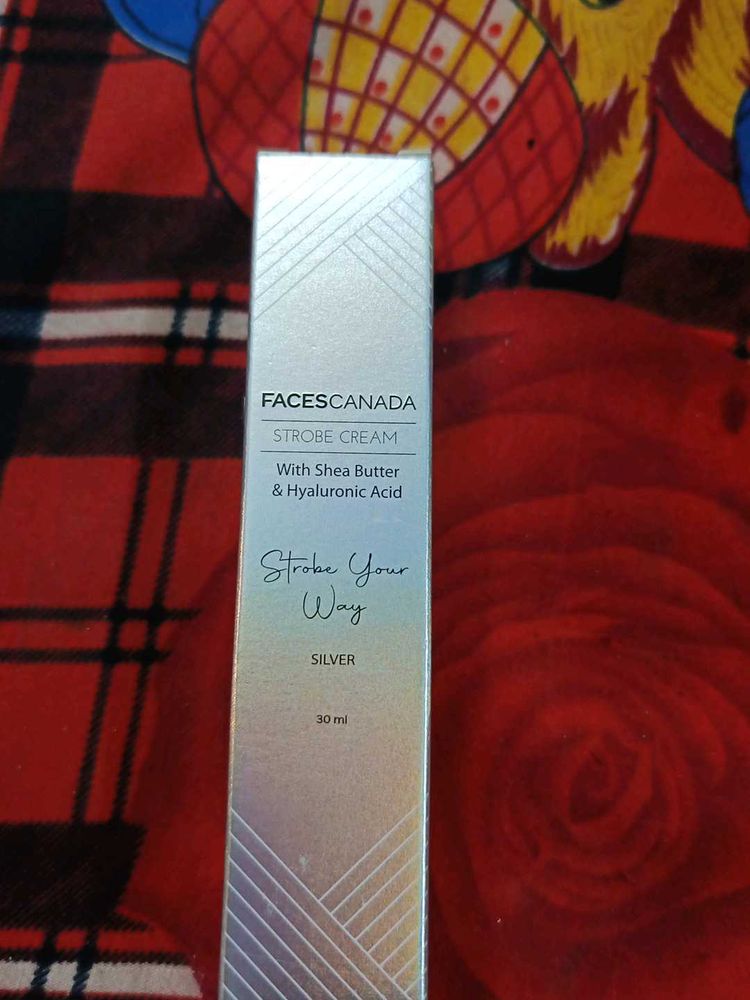 FACESCANADA
STROBE CREAM
With Shea Butter
& Hyaluronic Acid
Strobe Your
Way
SILVER
30 ml